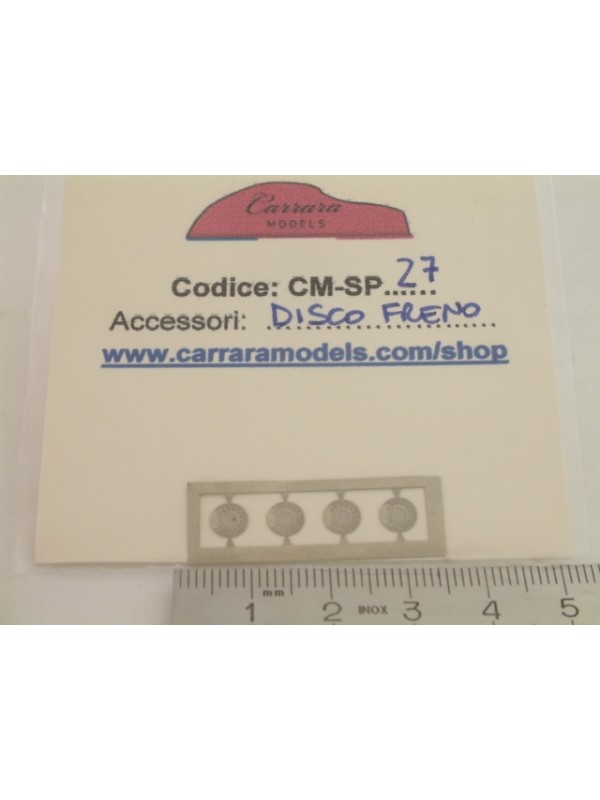 Carrara
MODELS
Codice: CM-SP..27....
Accessori: DISCO FRENO
www.carraramodels.com/shop
mm
1 2 INOX 3 4 5